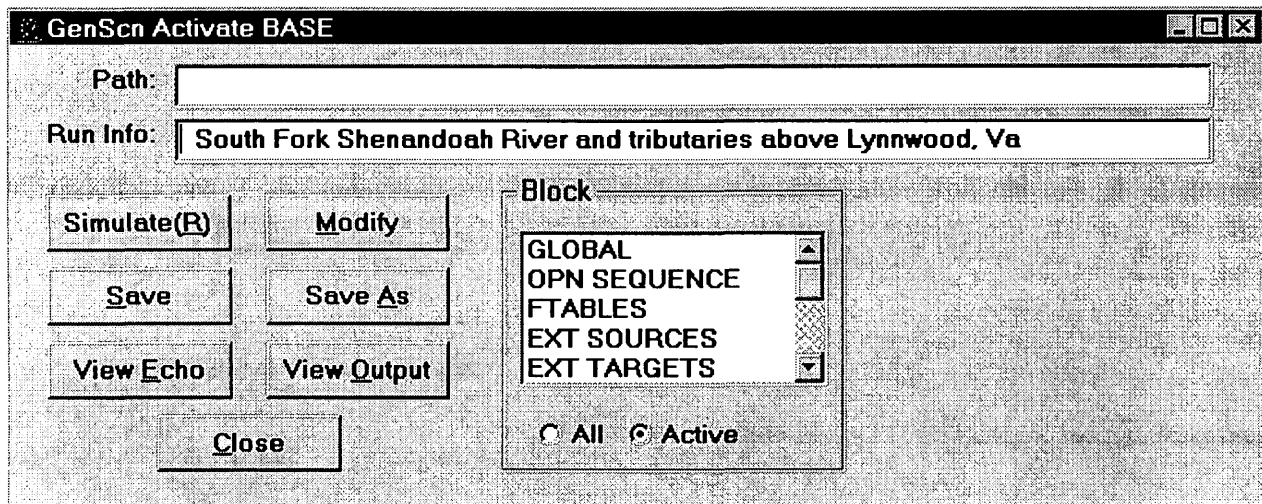 GenScn Activate BASE
Path:
Run Info: South Fork Shenandoah River and tributaries above Lynnwood, Va
Simulate(R) Modify
Save Save As
View Echo View Output
Close
Block
GLOBAL
OPN SEQUENCE
FTABLES
EXT SOURCES
EXT TARGETS
All Active